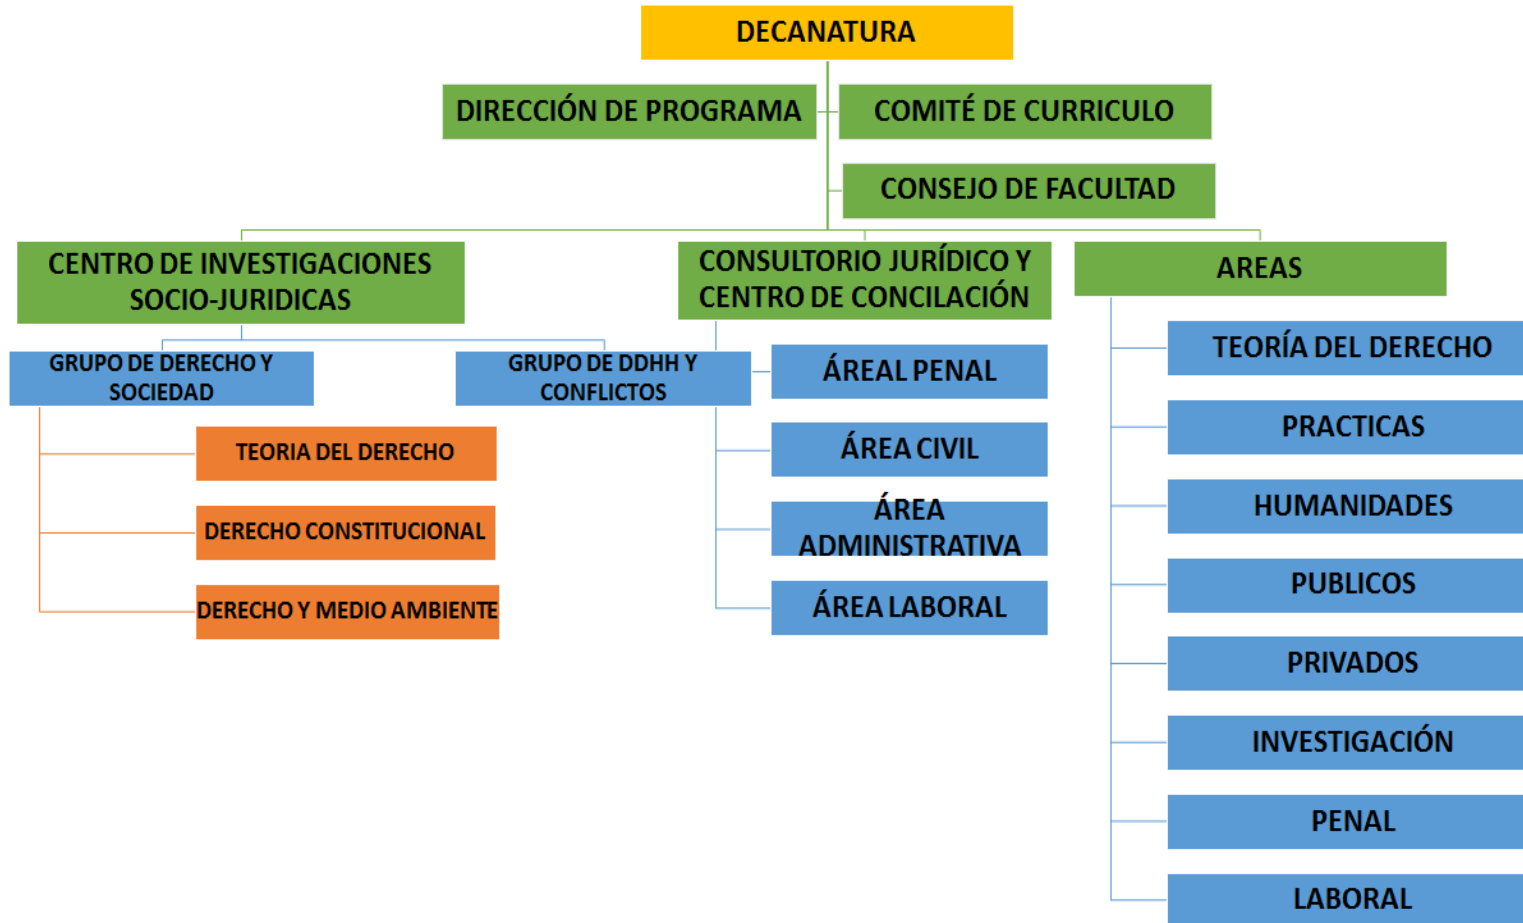 DECANATURA
DIRECCIÓN DE PROGRAMA
COMITÉ DE CURRICULO
CONSEJO DE FACULTAD
CENTRO DE INVESTIGACIONES
SOCIO-JURIDICAS
CONSULTORIO JURÍDICO Y
CENTRO DE CONCILACIÓN
AREAS
GRUPO DE DERECHO Y
SOCIEDAD
GRUPO DE DDHH Y
CONFLICTOS
TEORIA DEL DERECHO
DERECHO CONSTITUCIONAL
DERECHO Y MEDIO AMBIENTE
ÁREAL PENAL
ÁREA CIVIL
ÁREA
ADMINISTRATIVA
ÁREA LABORAL
TEORÍA DEL DERECHO
PRACTICAS
HUMANIDADES
PUBLICOS
PRIVADOS
INVESTIGACIÓN
PENAL
LABORAL